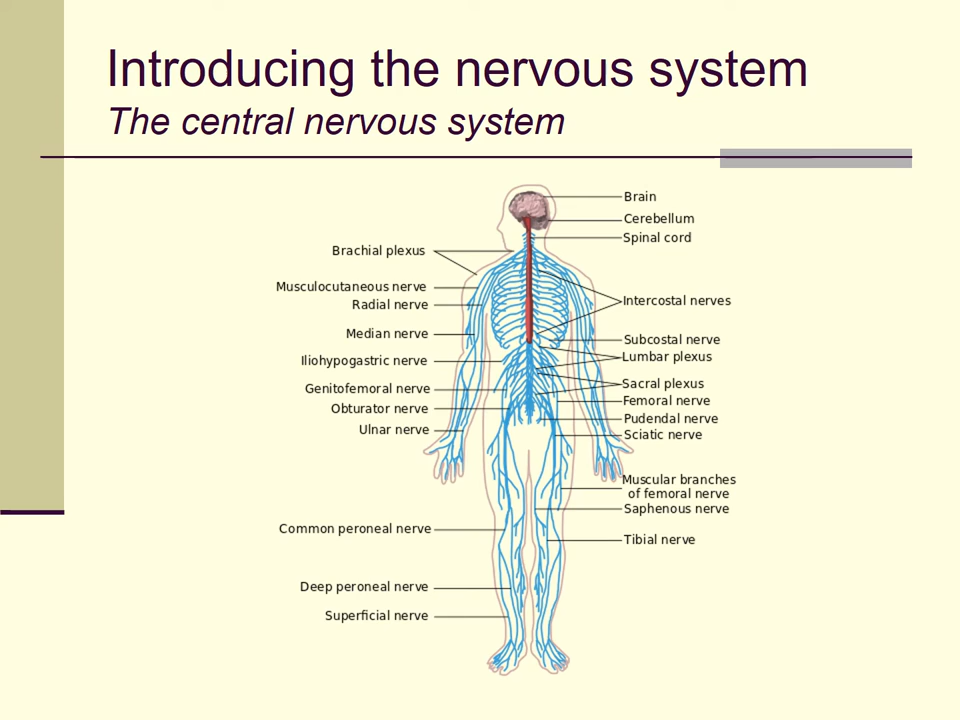 Introducing the nervous system
The central nervous system
Brain
Cerebellum
Spinal cord
Brachial plexus
Musculocutaneous nerve
Radial nerve
Intercostal nerves
Median nerve
Subcostal nerve
Iliohypogastric nerve
Lumbar plexus
Genitofemoral nerve
Sacral plexus
Obturator nerve
Femoral nerve
Ulnar nerve
Pudendal nerve
Sciatic nerve
Muscular branches
of femoral nerve
Saphenous nerve
Common peroneal nerve
Tibial nerve
Deep peroneal nerve
Superficial nerve